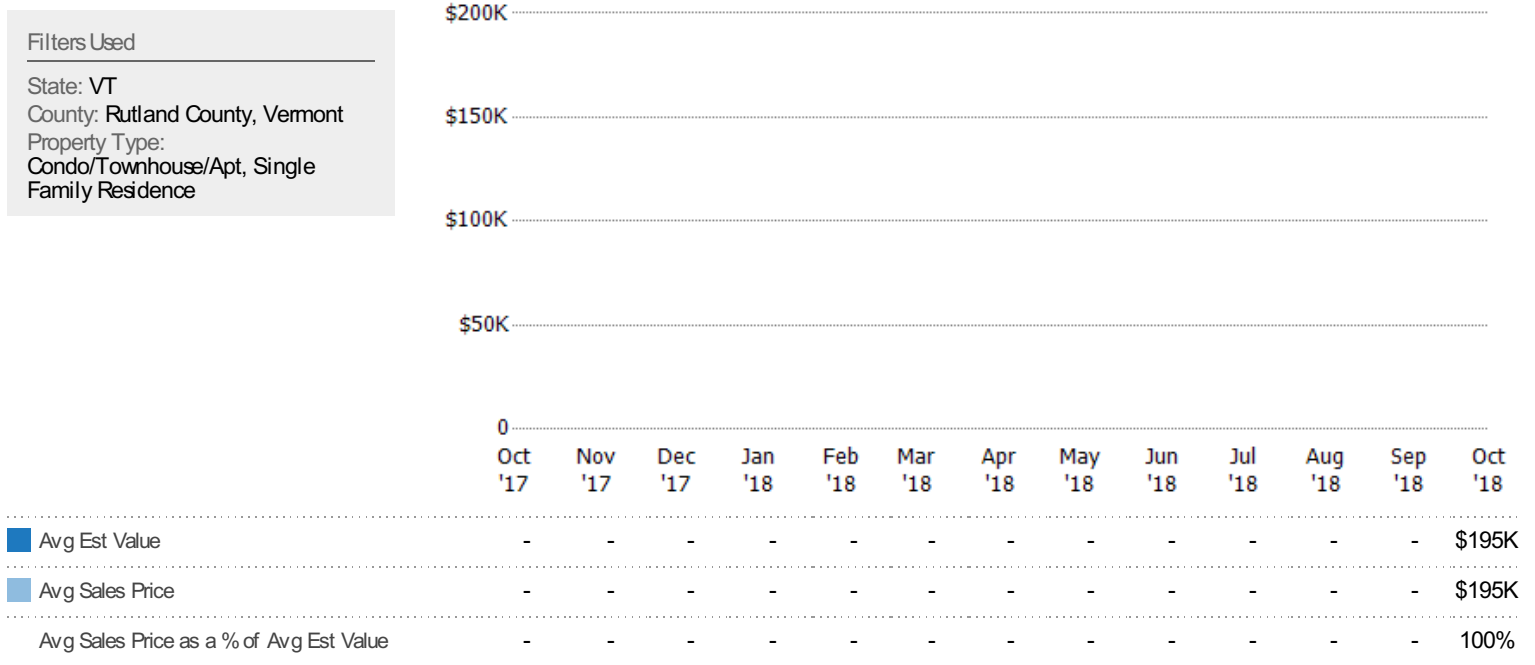 Filters Used
State: VT
County: Rutland County, Vermont
Property Type:
Condo/Townhouse/Apt, Single
Family Residence
$200K
$150K
$100K
$50K
0
Oct Nov Dec Jan Feb Mar Apr May Jun Jul Aug Sep Oct
'17 '17 '17 '18 '18 '18 '18 '18 '18 '18 '18 '18 '18
Avg Est Value - - - - - - - - - - - - $195K
Avg Sales Price - - - - - - - - - - - - $195K
Avg Sales Price as a % of Avg Est Value - - - - - - - - - - - - 100%